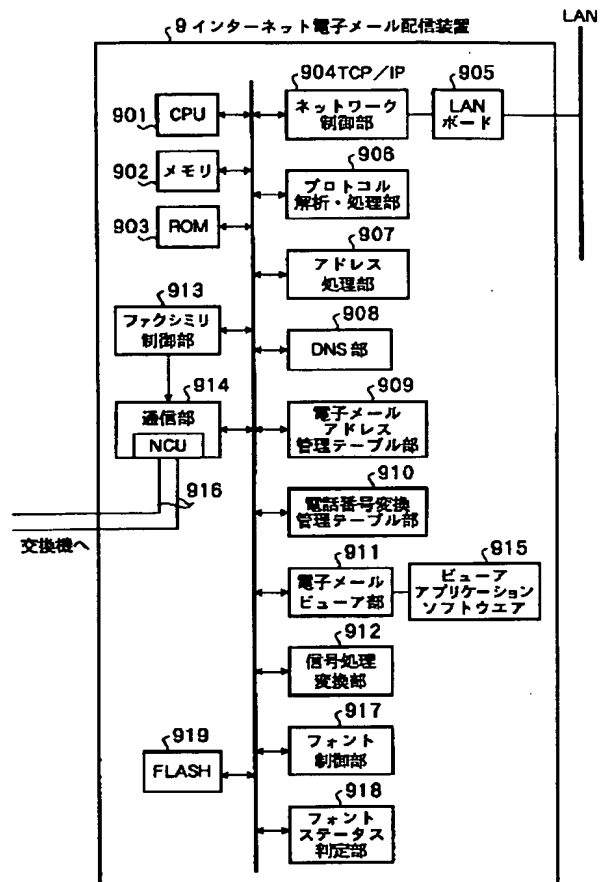 LAN
9 インターネット電子メール配信装置
904 TCP/IP
905
901
CPU
ネットワーク
制御部
LAN
ボード
902
メモリ
906
プロトコル
解析・処理部
903
ROM
907
アドレス
処理部
913
ファクシミリ
制御部
908
DNS 部
914
通信部
NCU
909
電子メール
アドレス
管理テーブル部
916
910
電話番号変換
管理テーブル部
交換機へ
911
電子メール
ビューア部
915
ビューア
アプリケーション
ソフトウエア
912
信号処理
変換部
919
FLASH
917
フォント
制御部
918
フォント
ステータス
判定部